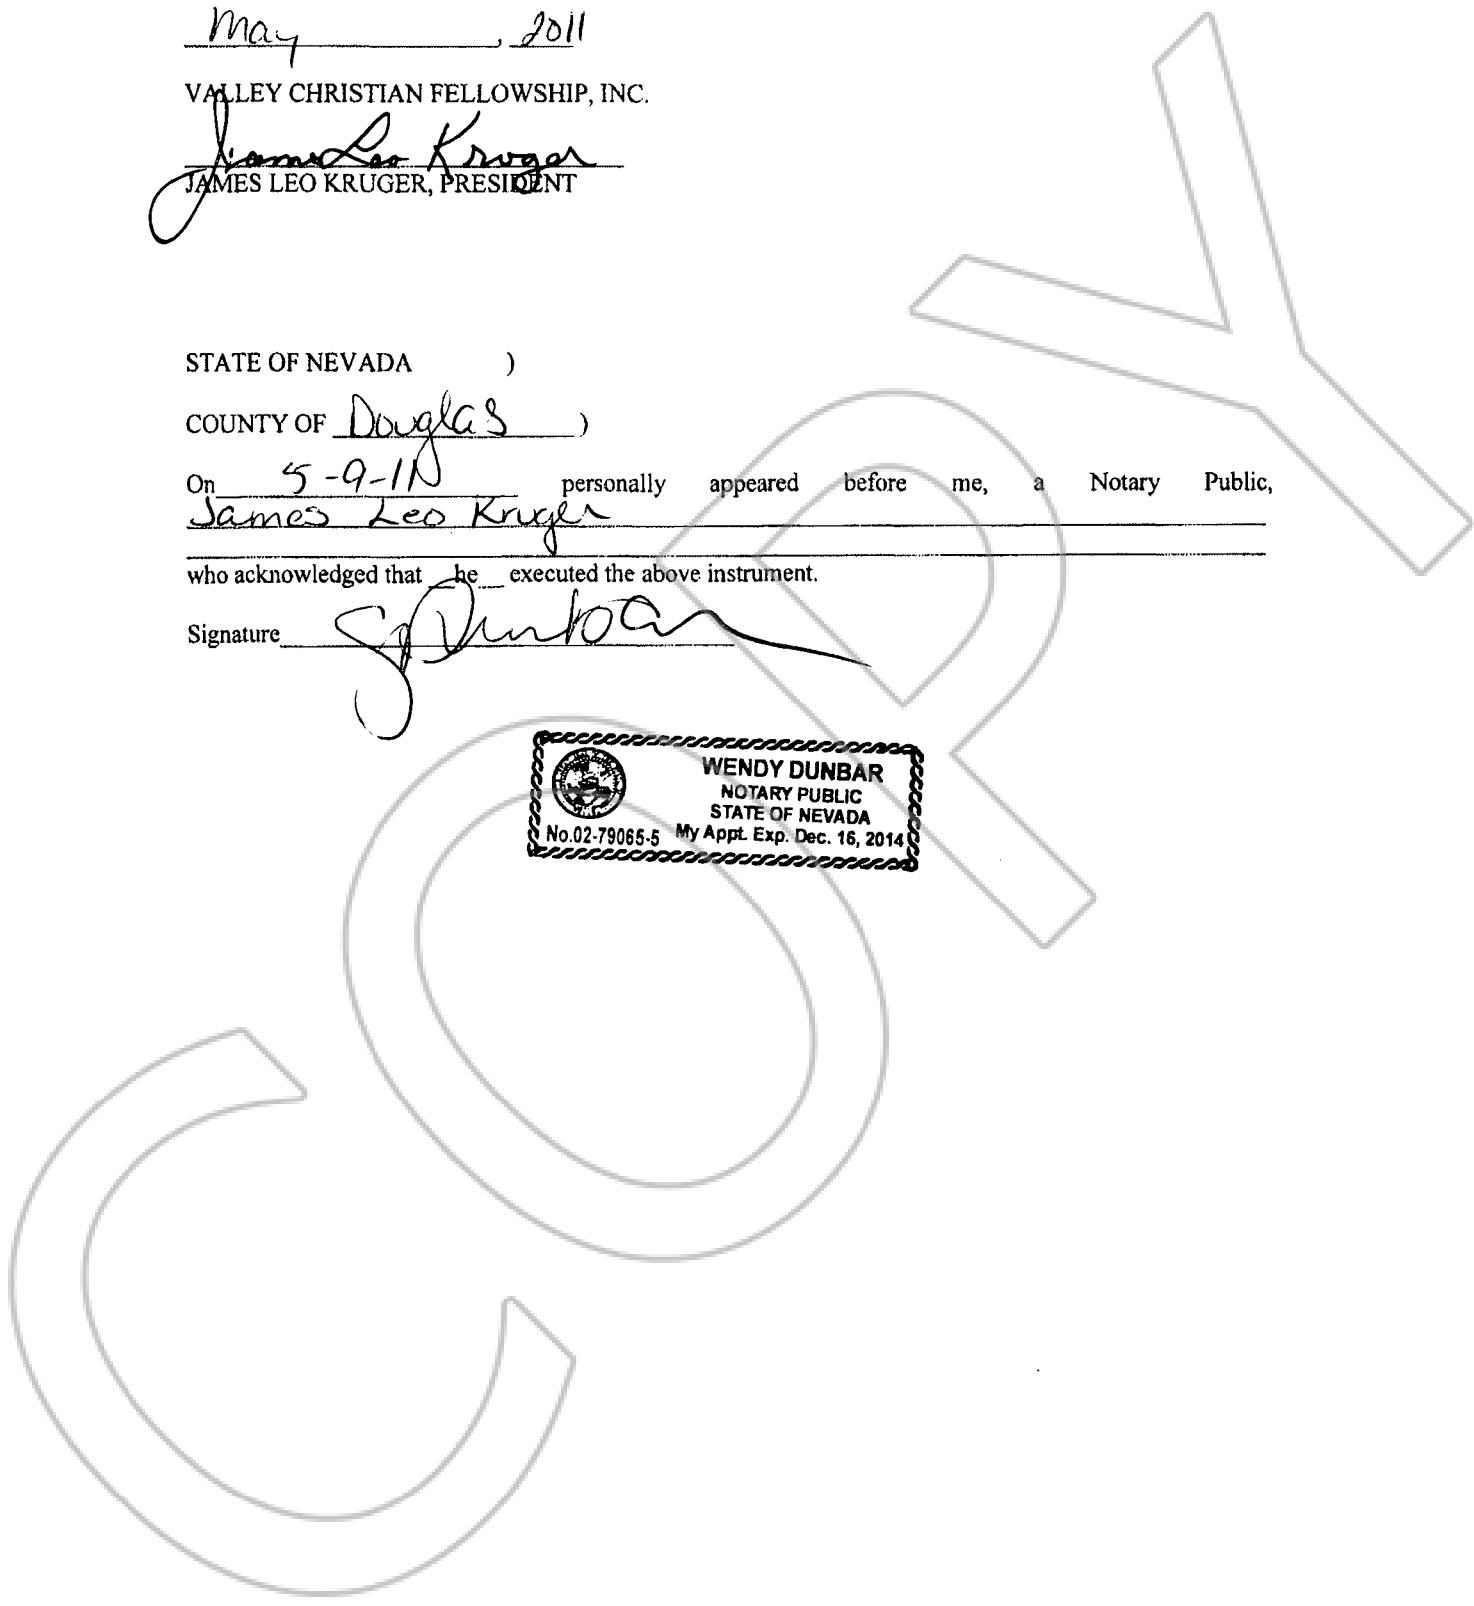 May, 2011
VALLEY CHRISTIAN FELLOWSHIP, INC.
James Leo Kruger
JAMES LEO KRUGER, PRESIDENT
STATE OF NEVADA )
COUNTY OF Douglas )
On 5-9-11 personally appeared before me, a Notary Public,
James Leo Kruger
who acknowledged that __he__ executed the above instrument.
Signature Dunbar
WENDY DUNBAR
NOTARY PUBLIC
STATE OF NEVADA
No.02-79065-5 My Appt. Exp. Dec. 16, 2014
COPY